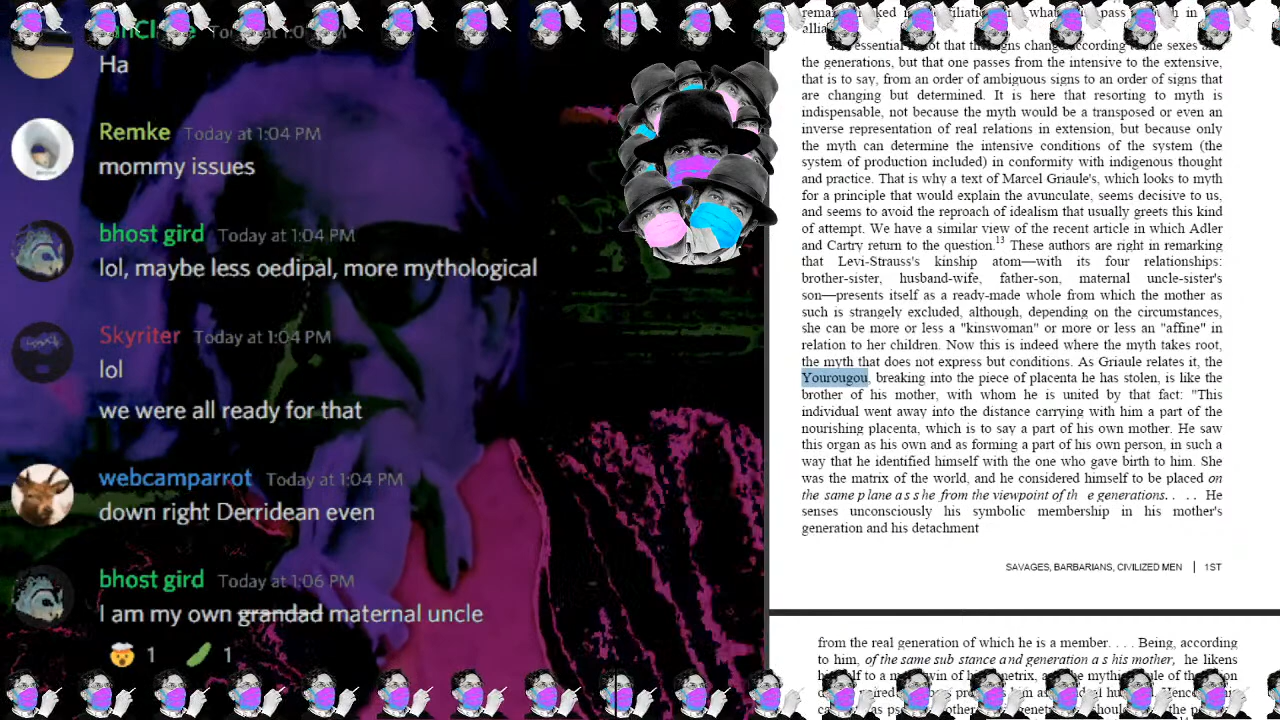 Ha
Remke Today at 1:04 PM
mommy issues
bhost gird Today at 1:04 PM
lol, maybe less oedipal, more mythological
Skyriter Today at 1:04 PM
lol
we were all ready for that
webcamparrot Today at 1:04 PM
down right Derridean even
bhost gird Today at 1:06 PM
I am my own grandad maternal uncle
1 1
essential not that signs change according to the sexes
the generations, but that one passes from the intensive to the extensive,
that is to say, from an order of ambiguous signs to an order of signs that
are changing but determined. It is here that resorting to myth is
indispensable, not because the myth would be a transposed or even an
inverse representation of real relations in extension, but because only
the myth can determine the intensive conditions of the system (the
system of production included) in conformity with indigenous thought
and practice. That is why a text of Marcel Griaule's, which looks to myth
for a principle that would explain the avunculate, seems decisive to us,
and seems to avoid the reproach of idealism that usually greets this kind
of attempt. We have a similar view of the recent article in which Adler
and Cartry return to the question.13 These authors are right in remarking
that Levi-Strauss's kinship atom—with its four relationships:
brother-sister, husband-wife, father-son, maternal uncle-sister's
son—presents itself as a ready-made whole from which the mother as
such is strangely excluded, although, depending on the circumstances,
she can be more or less a "kinswoman" or more or less an "affine" in
relation to her children. Now this is indeed where the myth takes root,
the myth that does not express but conditions. As Griaule relates it, the
Yourougou, breaking into the piece of placenta he has stolen, is like the
brother of his mother, with whom he is united by that fact: "This
individual went away into the distance carrying with him a part of the
nourishing placenta, which is to say a part of his own mother. He saw
this organ as his own and as forming a part of his own person, in such a
way that he identified himself with the one who gave birth to him. She
was the matrix of the world, and he considered himself to be placed on
the same p lane a s s he from the viewpoint of th e generations. . . . He
senses unconsciously his symbolic membership in his mother's
generation and his detachment
SAVAGES, BARBARIANS, CIVILIZED MEN | 1ST
from the real generation of which he is a member. . . . Being, according
to him, of the same sub stance and generation a s his mother, he likens